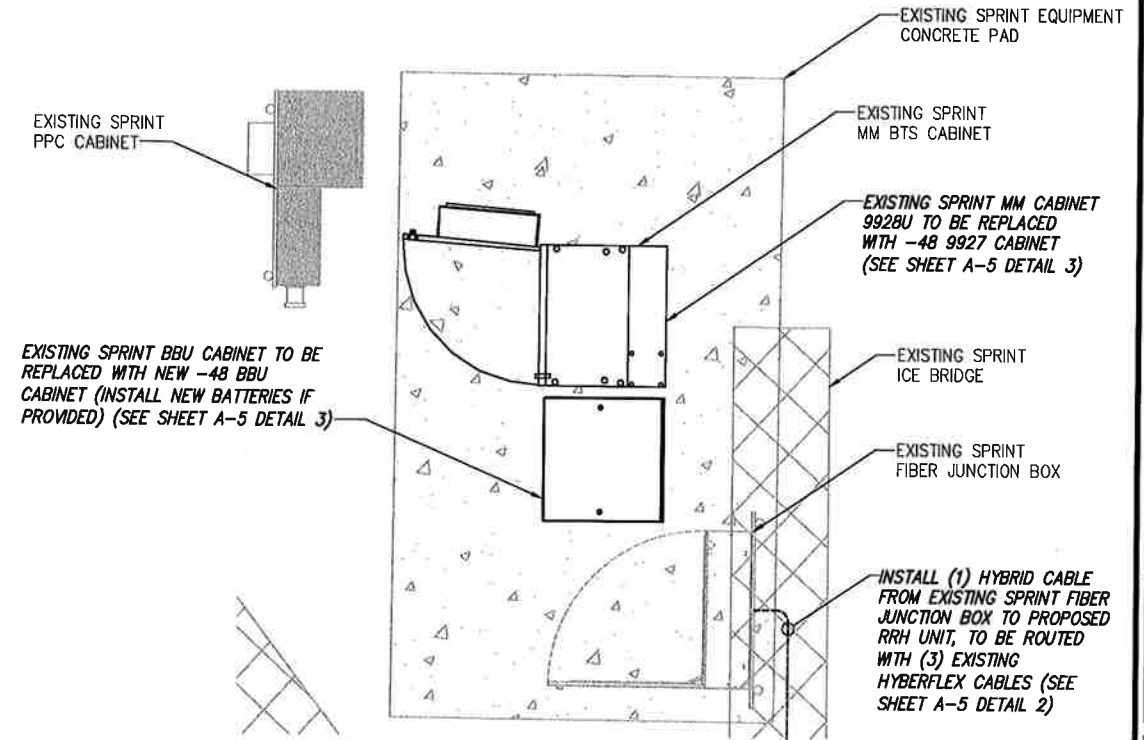 EXISTING SPRINT EQUIPMENT
CONCRETE PAD
EXISTING SPRINT
PPC CABINET
EXISTING SPRINT
MM BTS CABINET
EXISTING SPRINT MM CABINET
9928U TO BE REPLACED
WITH -48 9927 CABINET
(SEE SHEET A-5 DETAIL 3)
EXISTING SPRINT BBU CABINET TO BE
REPLACED WITH NEW -48 BBU
CABINET (INSTALL NEW BATTERIES IF
PROVIDED) (SEE SHEET A-5 DETAIL 3)
EXISTING SPRINT
ICE BRIDGE
EXISTING SPRINT
FIBER JUNCTION BOX
INSTALL (1) HYBRID CABLE
FROM EXISTING SPRINT FIBER
JUNCTION BOX TO PROPOSED
RRH UNIT, TO BE ROUTED
WITH (3) EXISTING
HYBERFLEX CABLES (SEE
SHEET A-5 DETAIL 2)